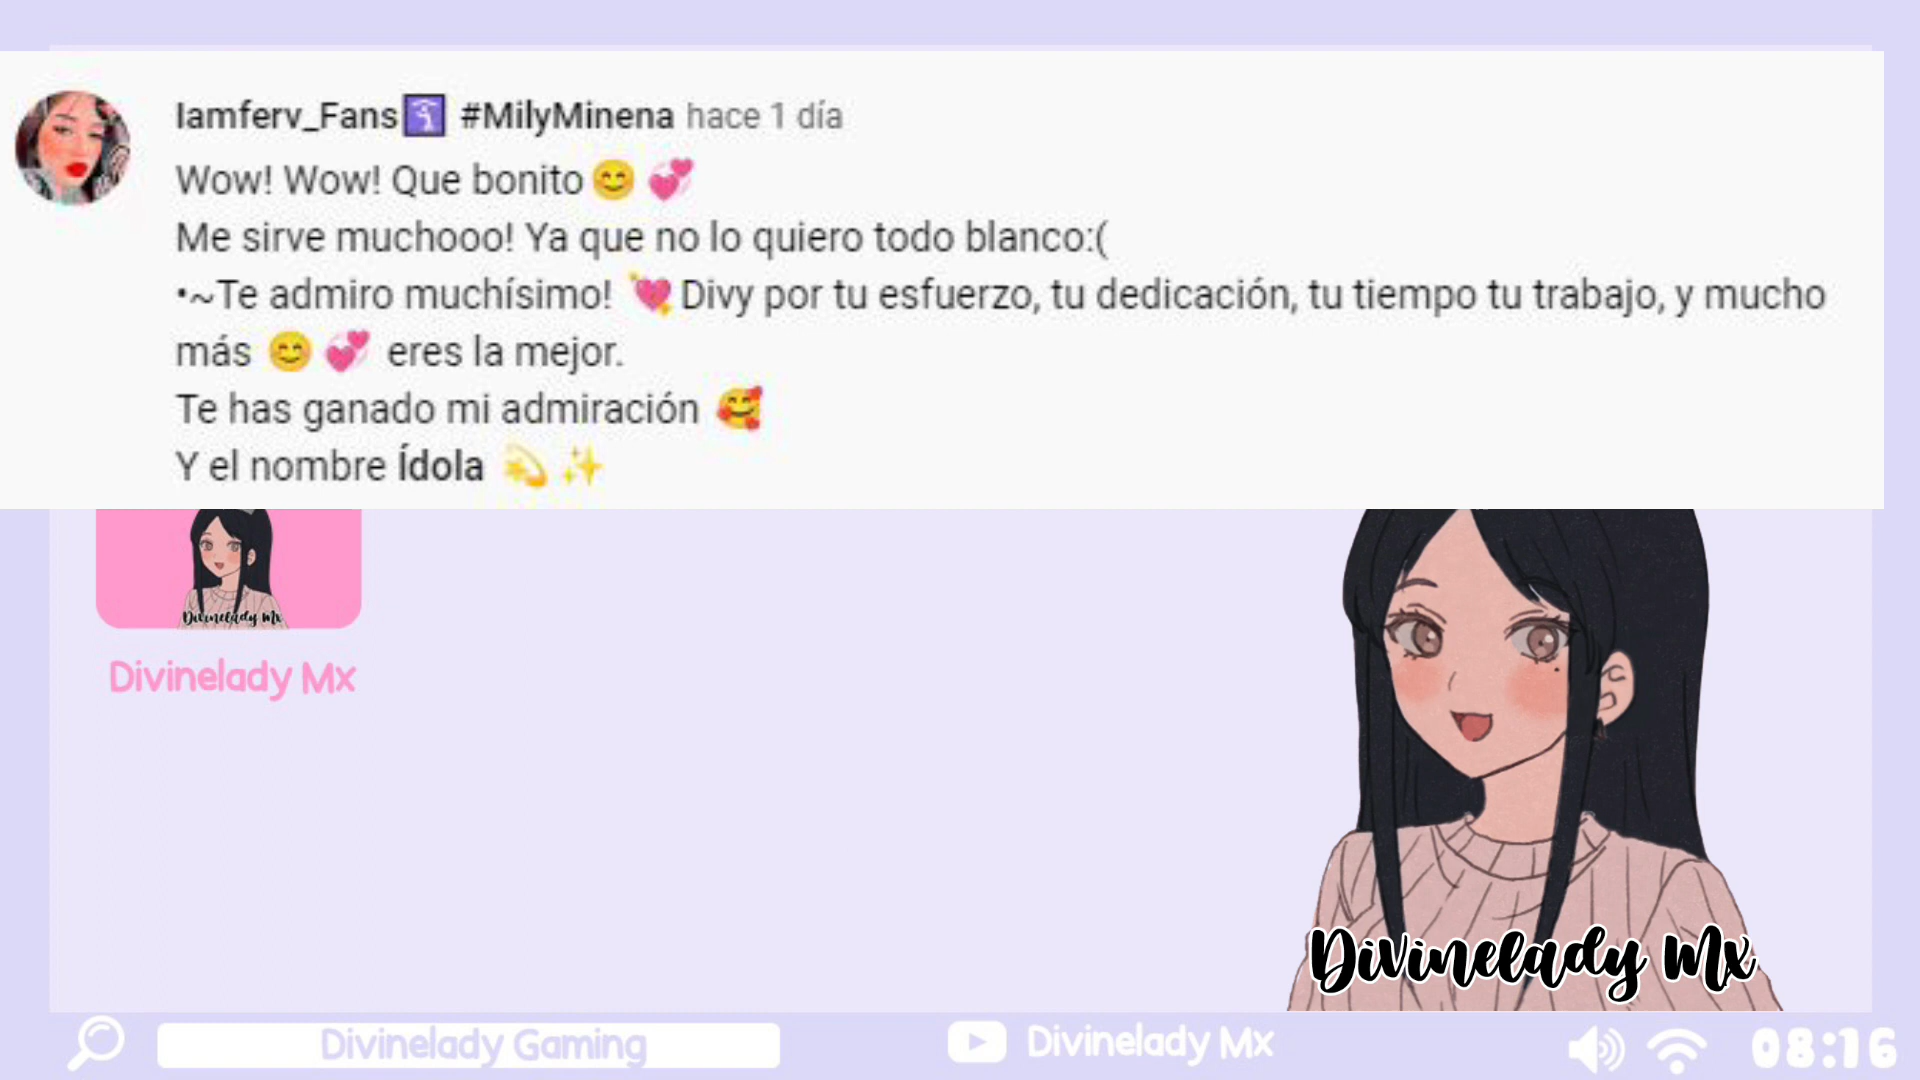 Iamferv_Fans🛐 #MilyMinena hace 1 día
Wow! Wow! Que bonito😊 💞
Me sirve muchooo! Ya que no lo quiero todo blanco:(
•~Te admiro muchísimo! 💘Divy por tu esfuerzo, tu dedicación, tu tiempo tu trabajo, y mucho
más 😊 💞 eres la mejor.
Te has ganado mi admiración 🥰
Y el nombre Ídola 💫 ✨
Divinelady Mx
Divinelady Mx
Divinelady Mx
Divinelady Gaming
Divinelady Mx
08:16